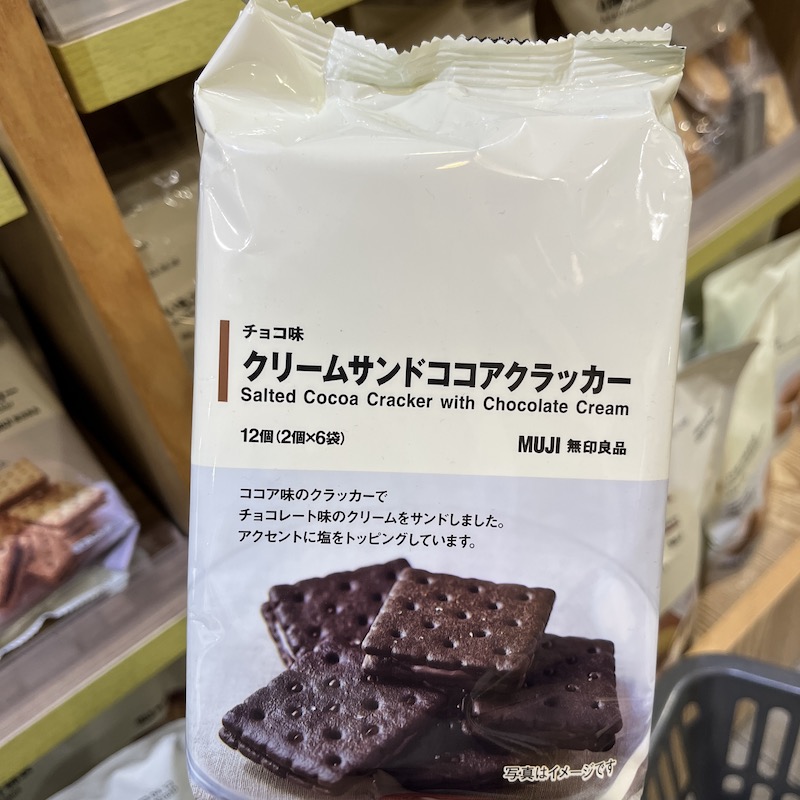 チョコ味
クリームサンドココアクラッカー
Salted Cocoa Cracker with Chocolate Cream
12個(2個×6袋)
MUJI 無印良品
ココア味のクラッカーで
チョコレート味のクリームをサンドしました。
アクセントに塩をトッピングしています。
写真はイメージです